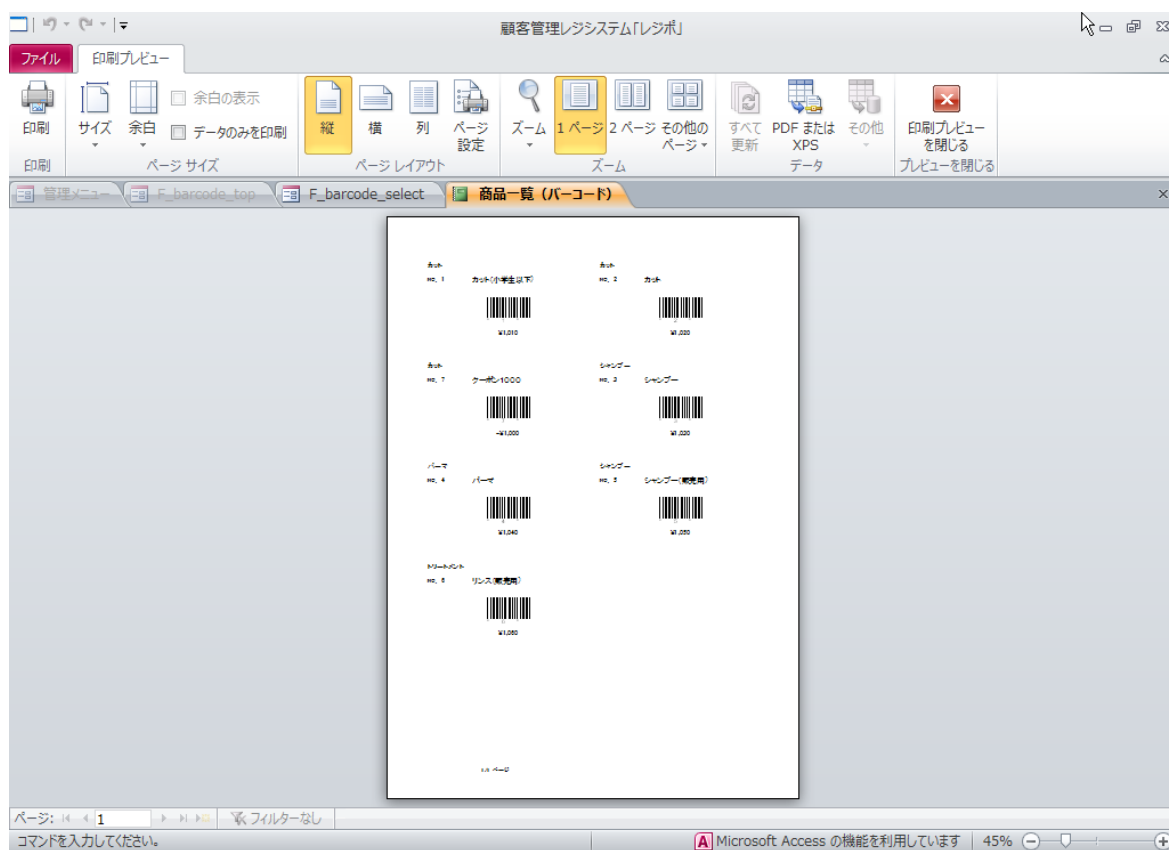 顧客管理レジシステム「レジポ」
ファイル 印刷プレビュー
印刷 サイズ 余白 余白の表示 データのみを印刷 縦 横 列 ページ設定 ズーム 1 ページ 2 ページ その他のページ すべて更新 PDF または XPS その他 印刷プレビューを閉じる
印刷 ページ サイズ ページ レイアウト ズーム データ プレビューを閉じる
管理メニュー F_barcode_top F_barcode_select 商品一覧（バーコード）
カット カット
NO. 1 カット(小学生以下) NO. 2 カット
¥1,010 ¥1,020
カット シャンプー
NO. 7 クーポン1000 NO. 3 シャンプー
-¥1,000
パーマ シャンプー
NO. 4 パーマ NO. 5 シャンプー(販売用)
¥1,040 ¥1,050
トリートメント
NO. 6 リンス(販売用)
¥1,060
1/1 ページ
ページ: 1 フィルターなし
コマンドを入力してください。 Microsoft Access の機能を利用しています 45%